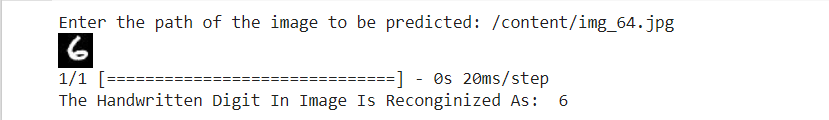 Enter the path of the image to be predicted: /content/img_64.jpg
6
1/1 [==============================] - 0s 20ms/step
The Handwritten Digit In Image Is Reconginized As:  6